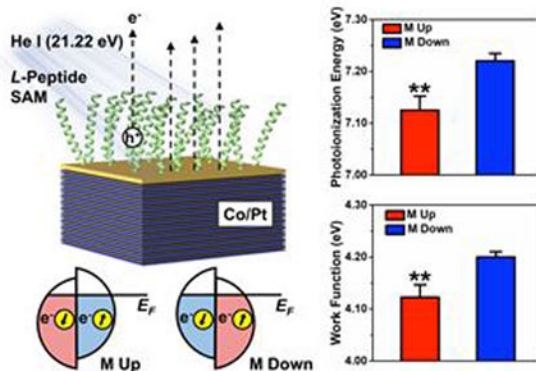 e-
He I (21.22 eV)
L-Peptide
SAM
h+
Co/Pt
E_F
e-
e-
M Up
E_F
e-
e-
M Down
Photoionization Energy (eV)
7.30
7.20
7.10
7.00
M Up
M Down
**
Work Function (eV)
4.30
4.20
4.10
4.00
M Up
M Down
**